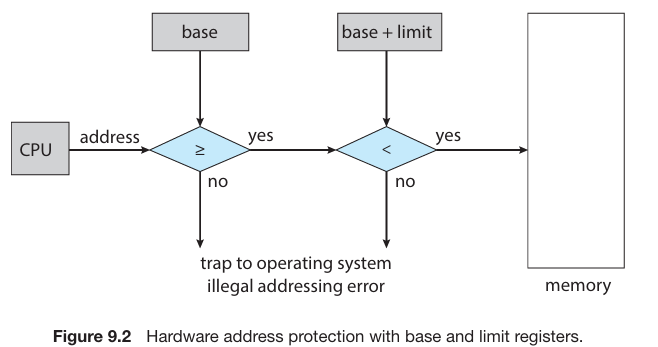 base
base + limit
CPU
address
≥
yes
<
yes
no
no
trap to operating system
illegal addressing error
memory
Figure 9.2 Hardware address protection with base and limit registers.